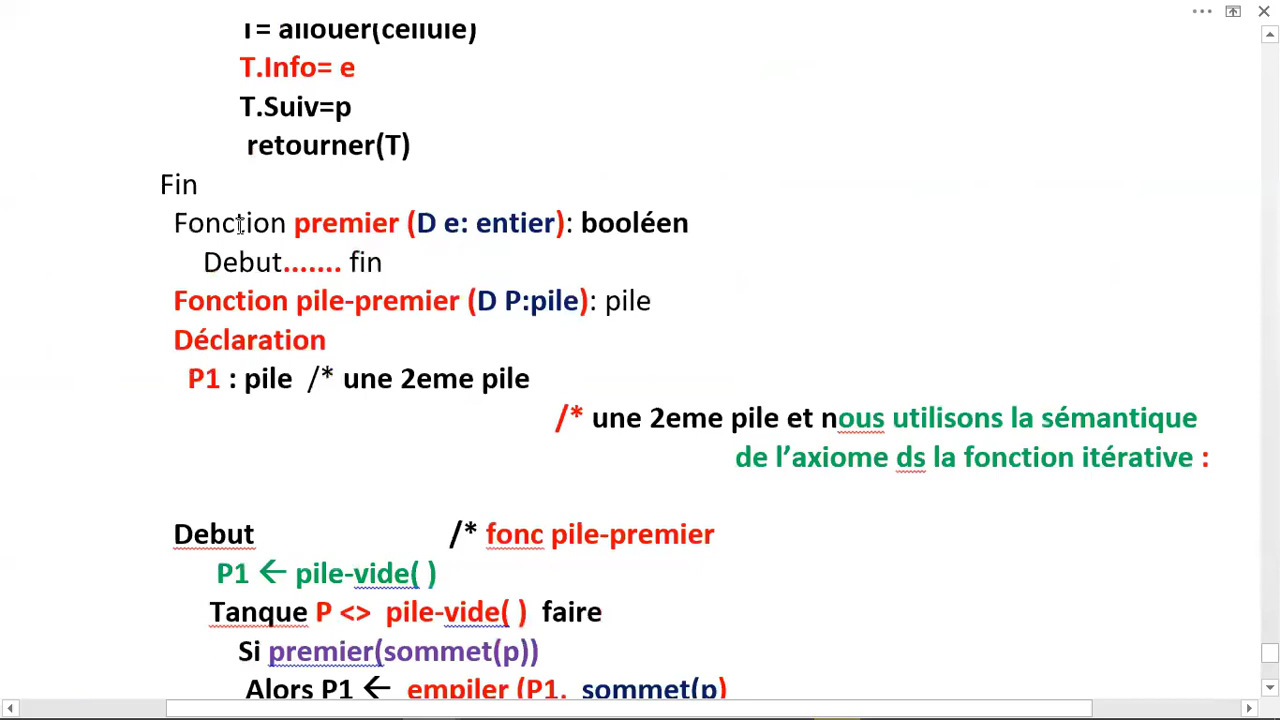 T= allouer(cellule)
T.Info= e
T.Suiv=p
retourner(T)
Fin
Fonction premier (D e: entier): booléen
Debut....... fin
Fonction pile-premier (D P:pile): pile
Déclaration
P1 : pile /* une 2eme pile
/* une 2eme pile et nous utilisons la sémantique
de l’axiome ds la fonction itérative :
Debut /* fonc pile-premier
P1 ← pile-vide( )
Tanque P <> pile-vide( ) faire
Si premier(sommet(p))
Alors P1 ← empiler (P1, sommet(p)